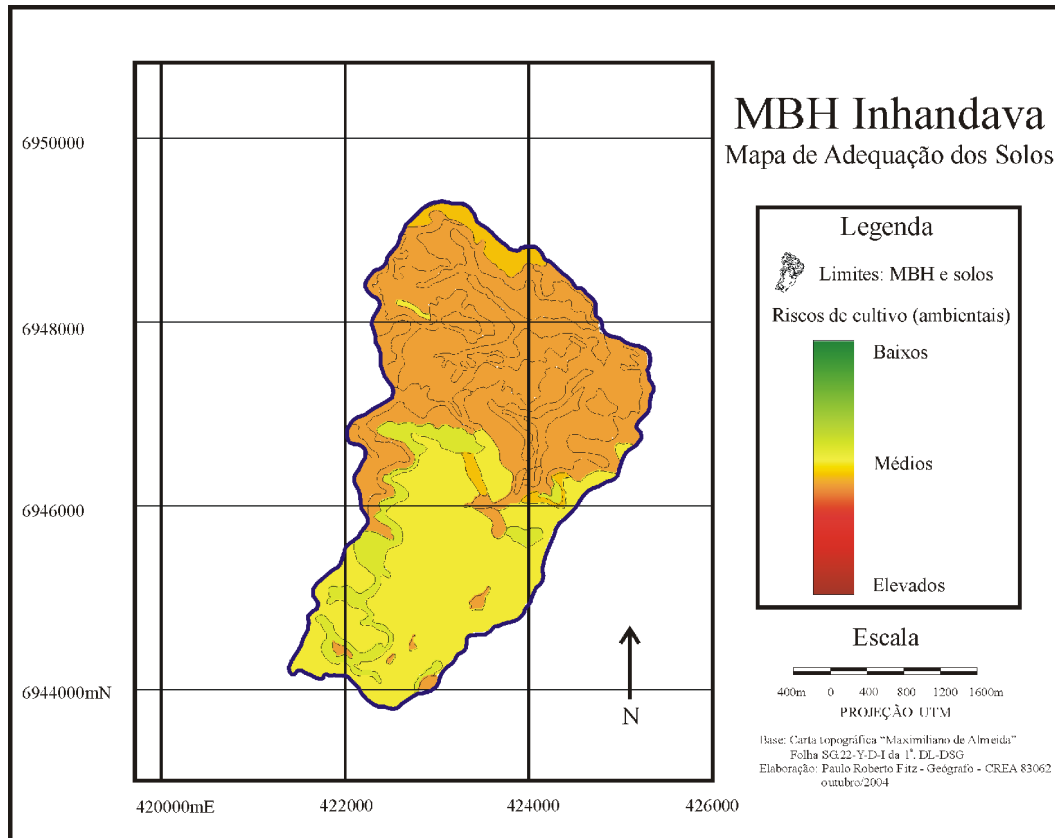 MBH Inhandava
Mapa de Adequação dos Solos
6950000
6948000
6946000
6944000mN
420000mE
422000
424000
426000
N
Legenda
Limites: MBH e solos
Riscos de cultivo (ambientais)
Baixos
Médios
Elevados
Escala
400m 0 400 800 1200 1600m
PROJEÇÃO UTM
Base: Carta topográfica “Maximiliano de Almeida”
Folha SG.22-Y-D-I da 1ª. DL-DSG
Elaboração: Paulo Roberto Fitz - Geógrafo - CREA 83062
outubro/2004